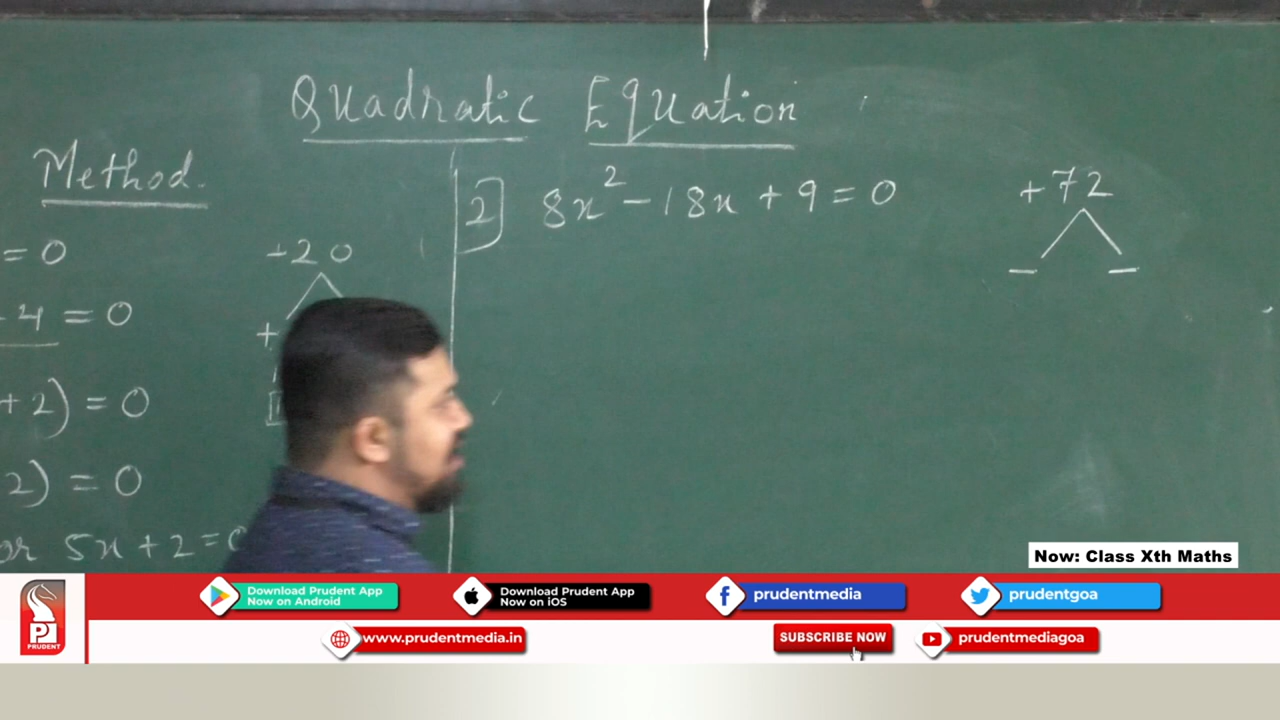 Quadratic Equation
Method.
= 0
- 4 = 0
+ 2) = 0
2) = 0
or 5x + 2 = 0
+20
+
2] 8x² - 18x + 9 = 0
+72
Now: Class Xth Maths
Download Prudent App
Now on Android
Download Prudent App
Now on iOS
prudentmedia
prudentgoa
PRUDENT
www.prudentmedia.in
SUBSCRIBE NOW
prudentmediagoa